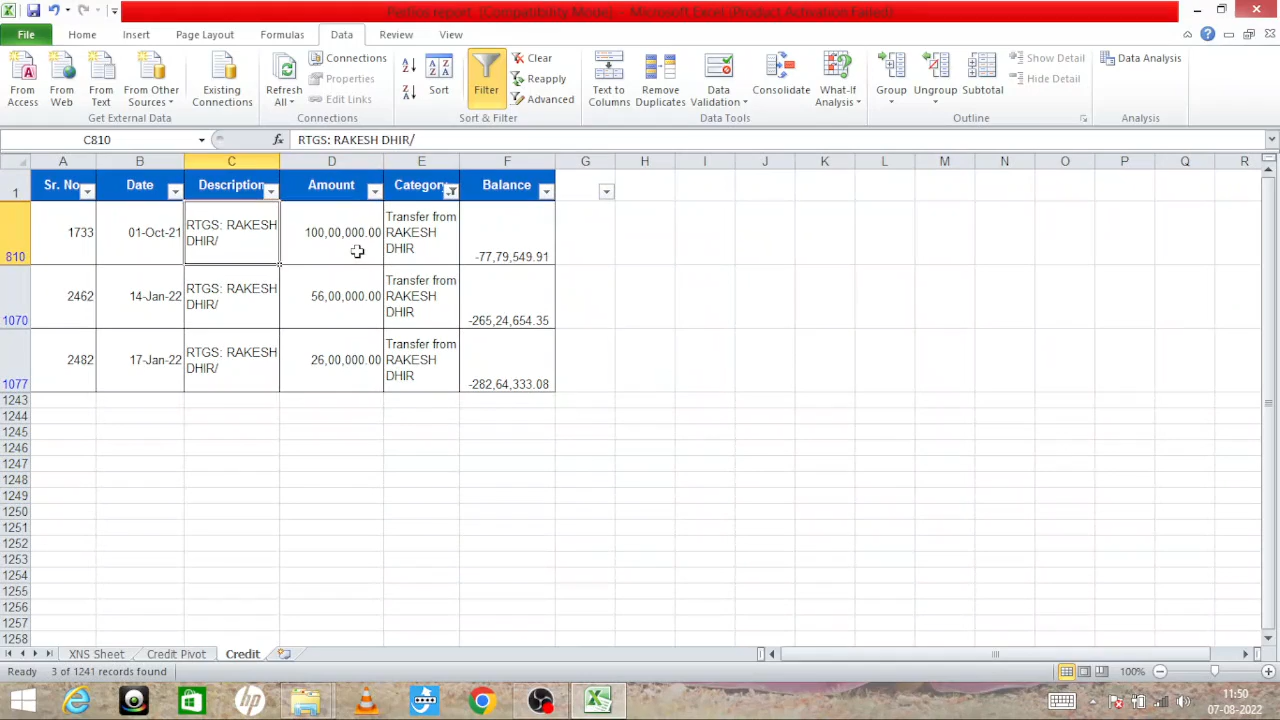 Perfios report [Compatibility Mode] - Microsoft Excel (Product Activation Failed)
File Home Insert Page Layout Formulas Data Review View
From Access
From Web
From Text
From Other Sources
Existing Connections
Get External Data
Refresh All
Connections
Properties
Edit Links
Connections
Sort
Filter
Clear
Reapply
Advanced
Sort & Filter
Text to Columns
Remove Duplicates
Data Validation
Consolidate
What-If Analysis
Data Tools
Group
Ungroup
Subtotal
Show Detail
Hide Detail
Outline
Data Analysis
Analysis
C810 fx RTGS: RAKESH DHIR/
A B C D E F G H I J K L M N O P Q R
1 Sr. No. Date Description Amount Category Balance
810 1733 01-Oct-21 RTGS: RAKESH DHIR/ 100,00,000.00 Transfer from RAKESH DHIR -77,79,549.91
1070 2462 14-Jan-22 RTGS: RAKESH DHIR/ 56,00,000.00 Transfer from RAKESH DHIR -265,24,654.35
1077 2482 17-Jan-22 RTGS: RAKESH DHIR/ 26,00,000.00 Transfer from RAKESH DHIR -282,64,333.08
1243
1244
1245
1246
1247
1248
1249
1250
1251
1252
1253
1254
1255
1256
1257
1258
XNS Sheet Credit Pivot Credit
Ready 3 of 1241 records found 100%
hp
11:50
07-08-2022